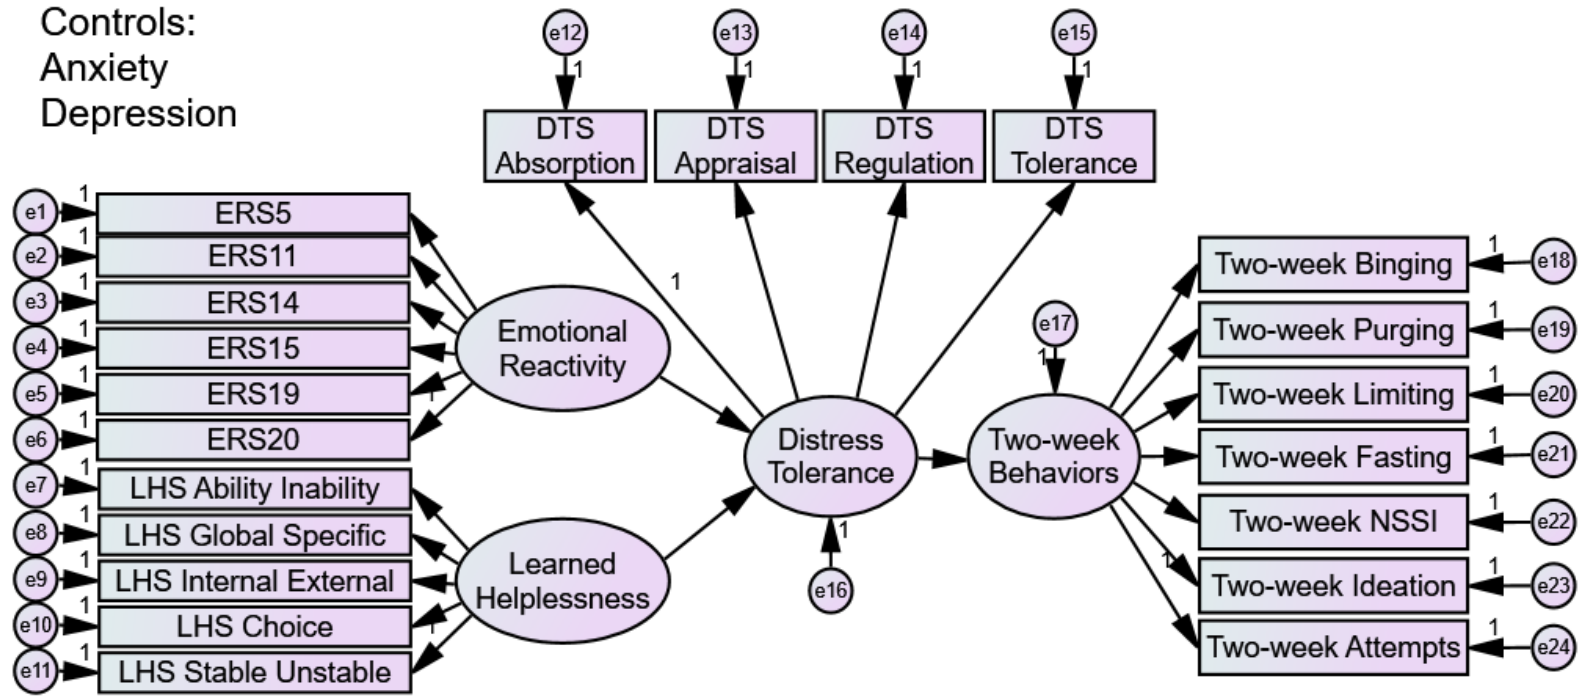 Controls:
Anxiety
Depression
e12
e13
e14
e15
1
1
1
1
DTS
Absorption
DTS
Appraisal
DTS
Regulation
DTS
Tolerance
e1
1
ERS5
e2
1
ERS11
e3
1
ERS14
e4
1
ERS15
e5
1
ERS19
e6
1
ERS20
1
Emotional
Reactivity
e7
1
LHS Ability Inability
e8
1
LHS Global Specific
e9
1
LHS Internal External
e10
1
LHS Choice
e11
1
LHS Stable Unstable
1
Learned
Helplessness
1
Distress
Tolerance
1
e16
e17
1
Two-week
Behaviors
1
Two-week Binging
1
e18
Two-week Purging
1
e19
Two-week Limiting
1
e20
Two-week Fasting
1
e21
Two-week NSSI
1
e22
Two-week Ideation
1
e23
Two-week Attempts
1
e24